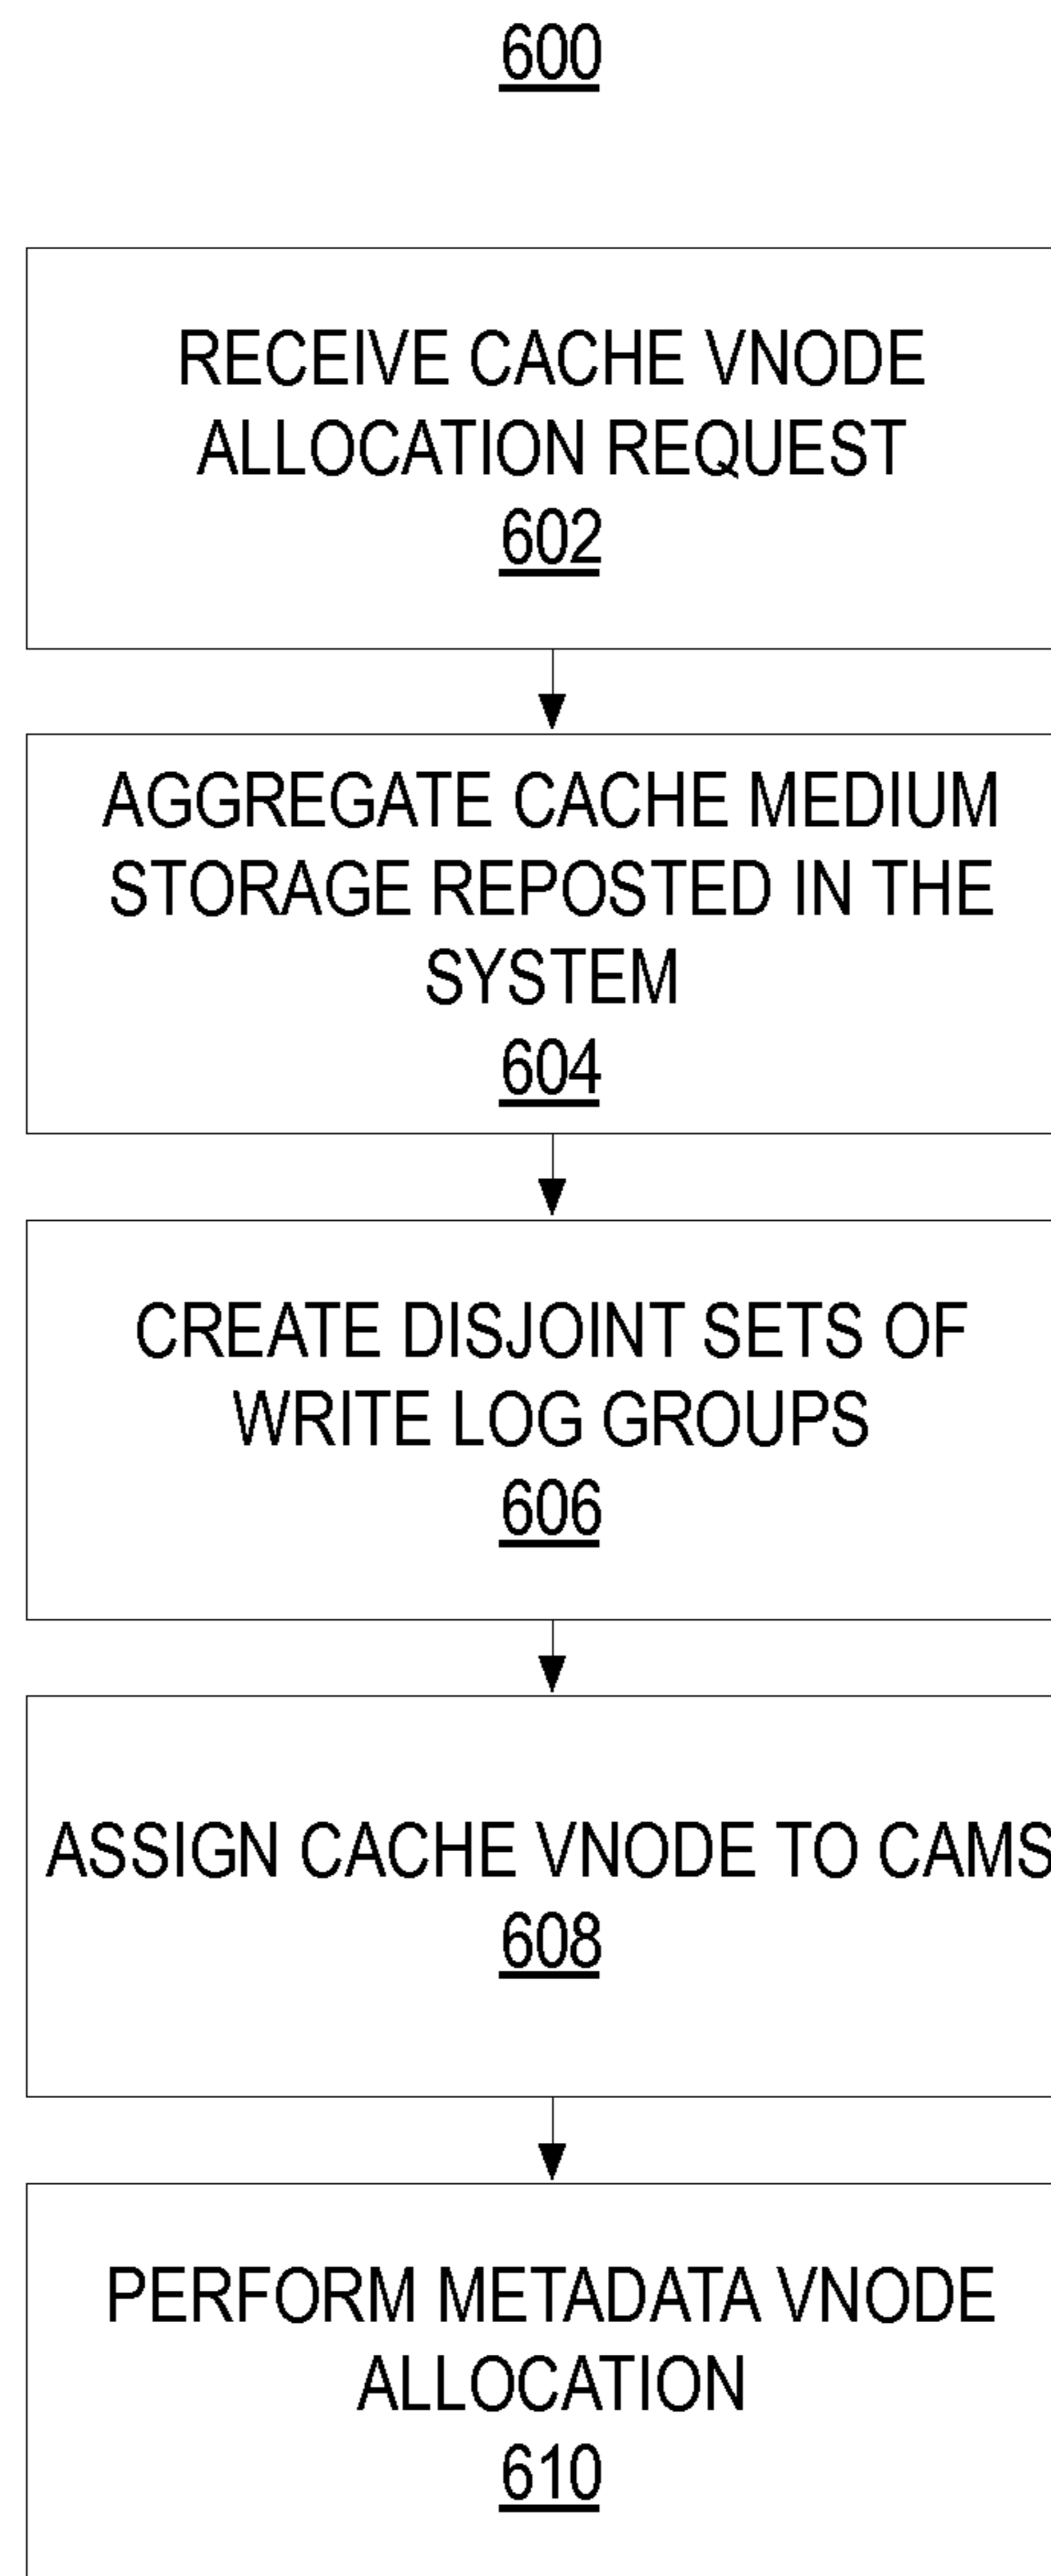 600
RECEIVE CACHE VNODE
ALLOCATION REQUEST
602
AGGREGATE CACHE MEDIUM
STORAGE REPOSTED IN THE
SYSTEM
604
CREATE DISJOINT SETS OF
WRITE LOG GROUPS
606
ASSIGN CACHE VNODE TO CAMS
608
PERFORM METADATA VNODE
ALLOCATION
610